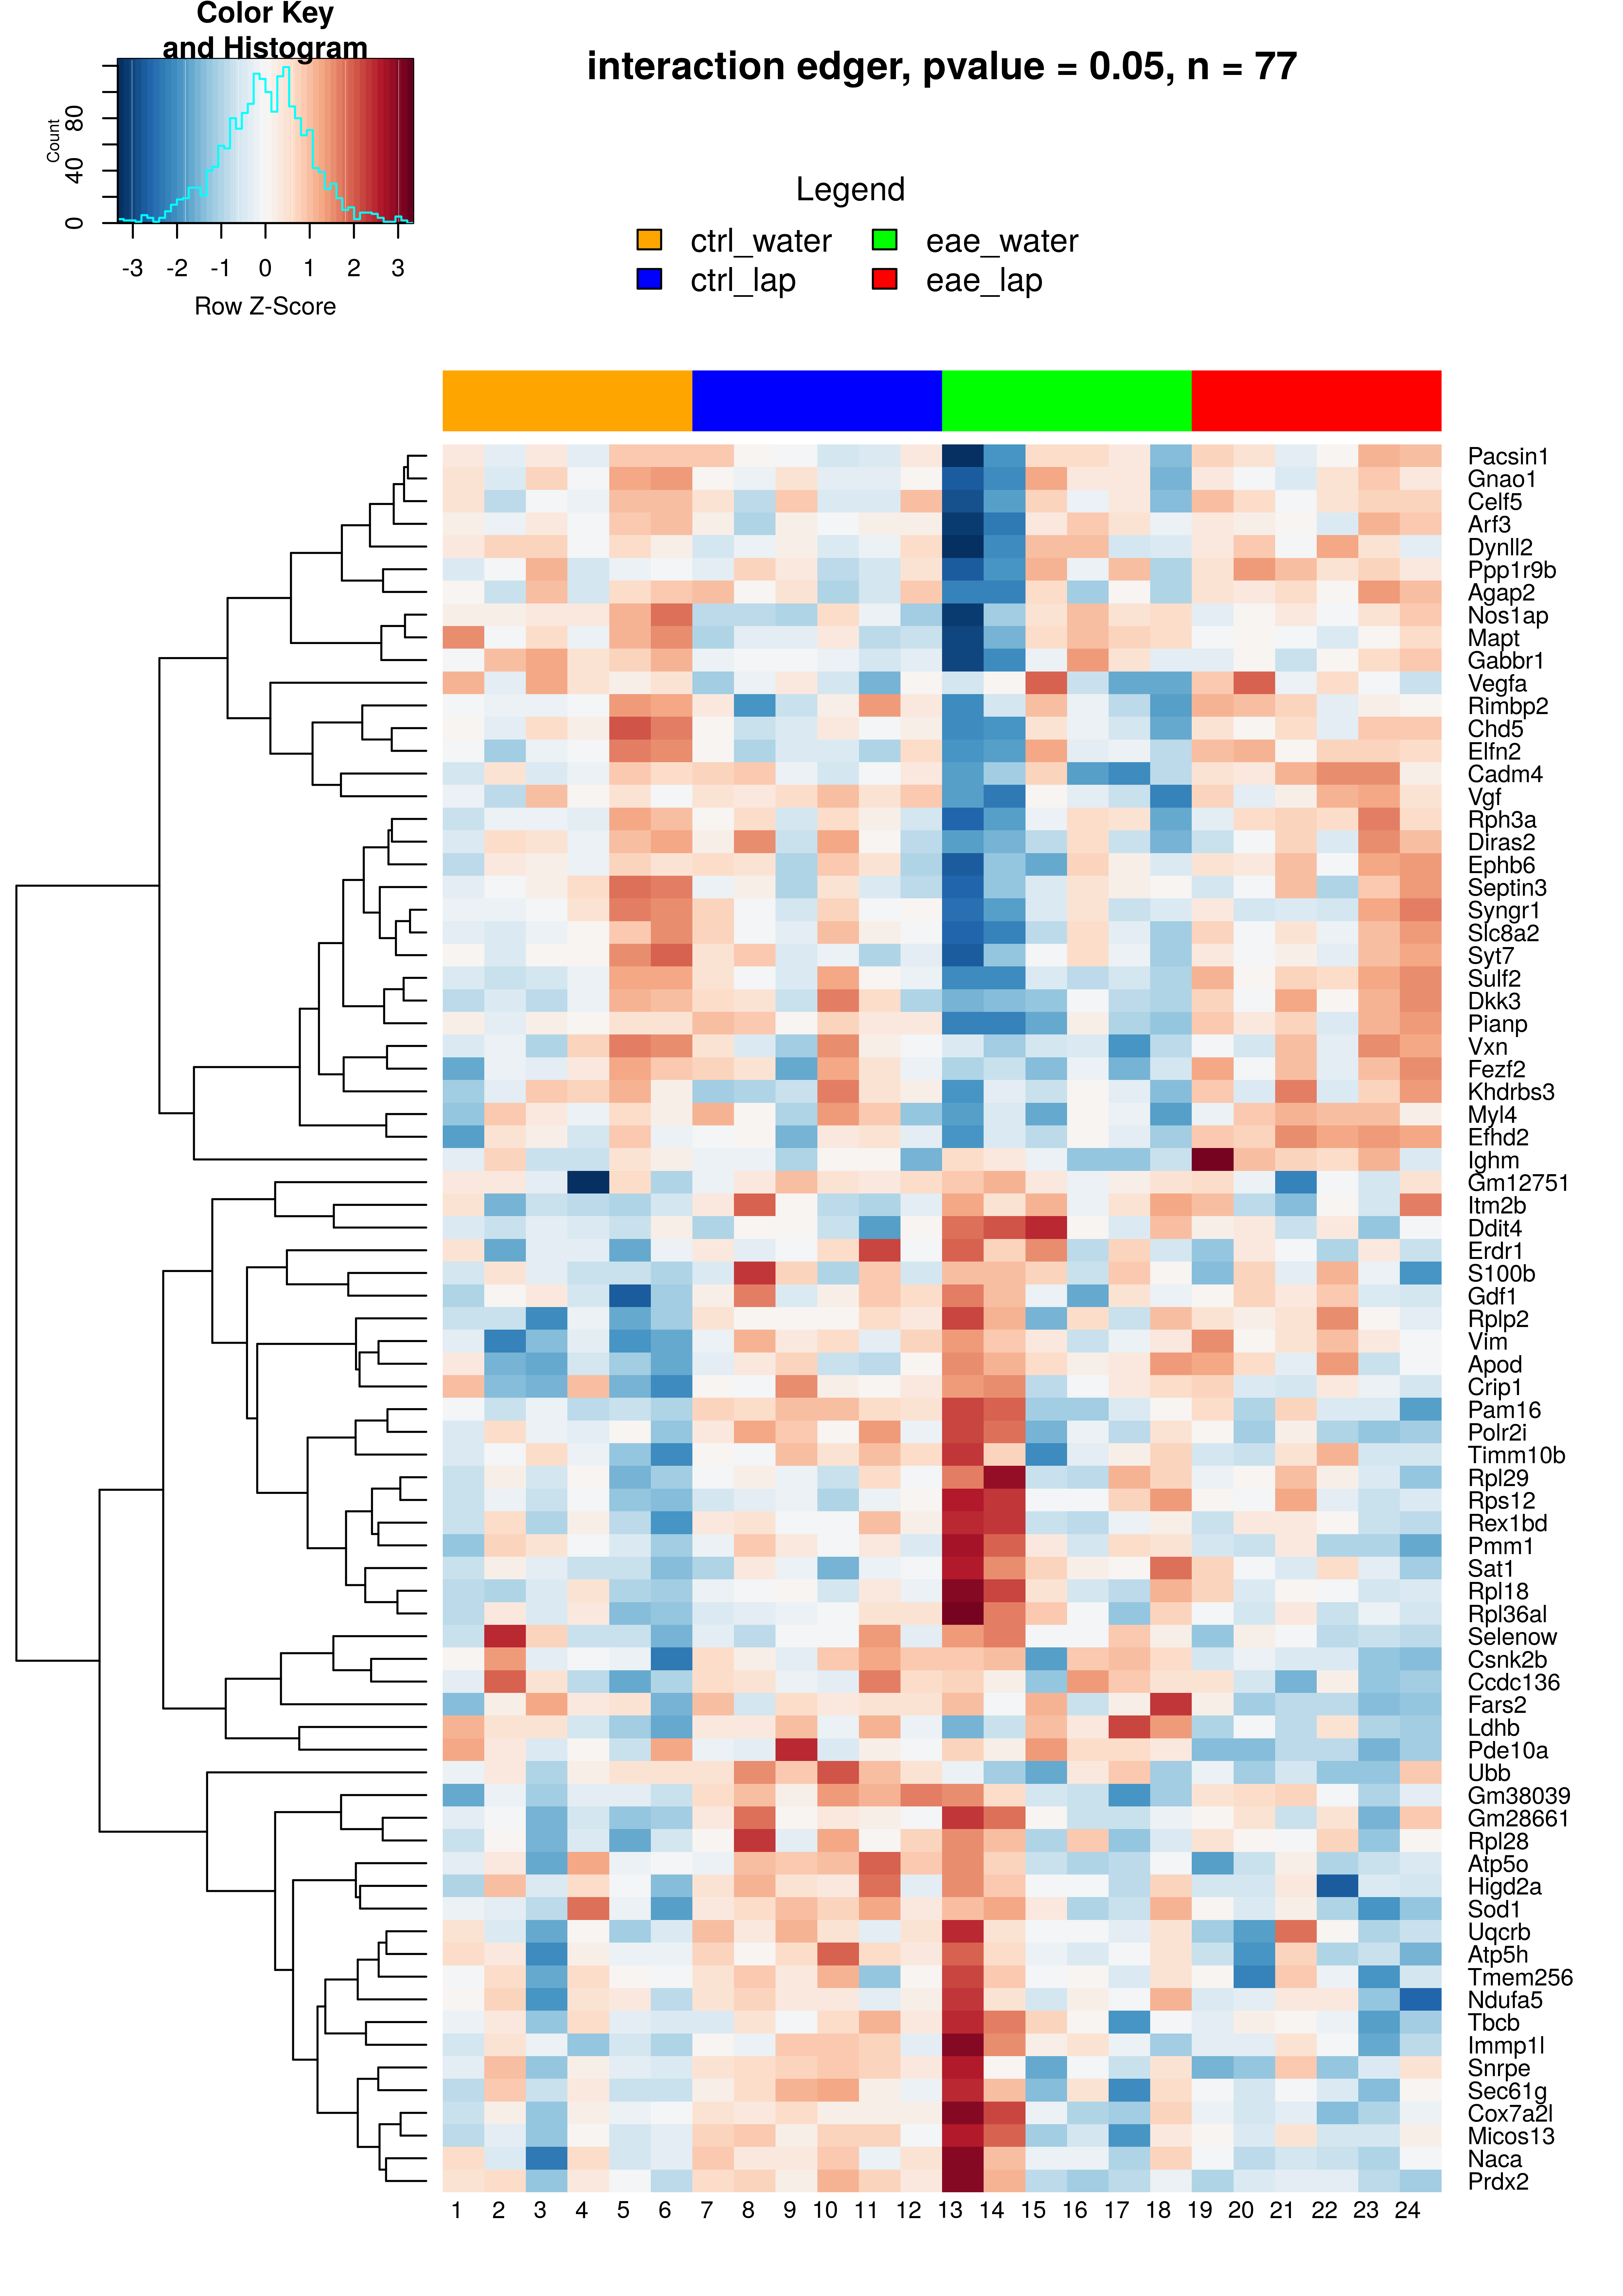 Color Key
and Histogram
Count
0 40 80
-3 -2 -1 0 1 2 3
Row Z-Score
interaction edger, pvalue = 0.05, n = 77
Legend
ctrl_water eae_water
ctrl_lap eae_lap
Pacsin1
Gnao1
Celf5
Arf3
Dynll2
Ppp1r9b
Agap2
Nos1ap
Mapt
Gabbr1
Vegfa
Rimbp2
Chd5
Elfn2
Cadm4
Vgf
Rph3a
Diras2
Ephb6
Septin3
Syngr1
Slc8a2
Syt7
Sulf2
Dkk3
Pianp
Vxn
Fezf2
Khdrbs3
Myl4
Efhd2
Ighm
Gm12751
Itm2b
Ddit4
Erdr1
S100b
Gdf1
Rplp2
Vim
Apod
Crip1
Pam16
Polr2i
Timm10b
Rpl29
Rps12
Rex1bd
Pmm1
Sat1
Rpl18
Rpl36al
Selenow
Csnk2b
Ccdc136
Fars2
Ldhb
Pde10a
Ubb
Gm38039
Gm28661
Rpl28
Atp5o
Higd2a
Sod1
Uqcrb
Atp5h
Tmem256
Ndufa5
Tbcb
Immp1l
Snrpe
Sec61g
Cox7a2l
Micos13
Naca
Prdx2
1 2 3 4 5 6 7 8 9 10 11 12 13 14 15 16 17 18 19 20 21 22 23 24